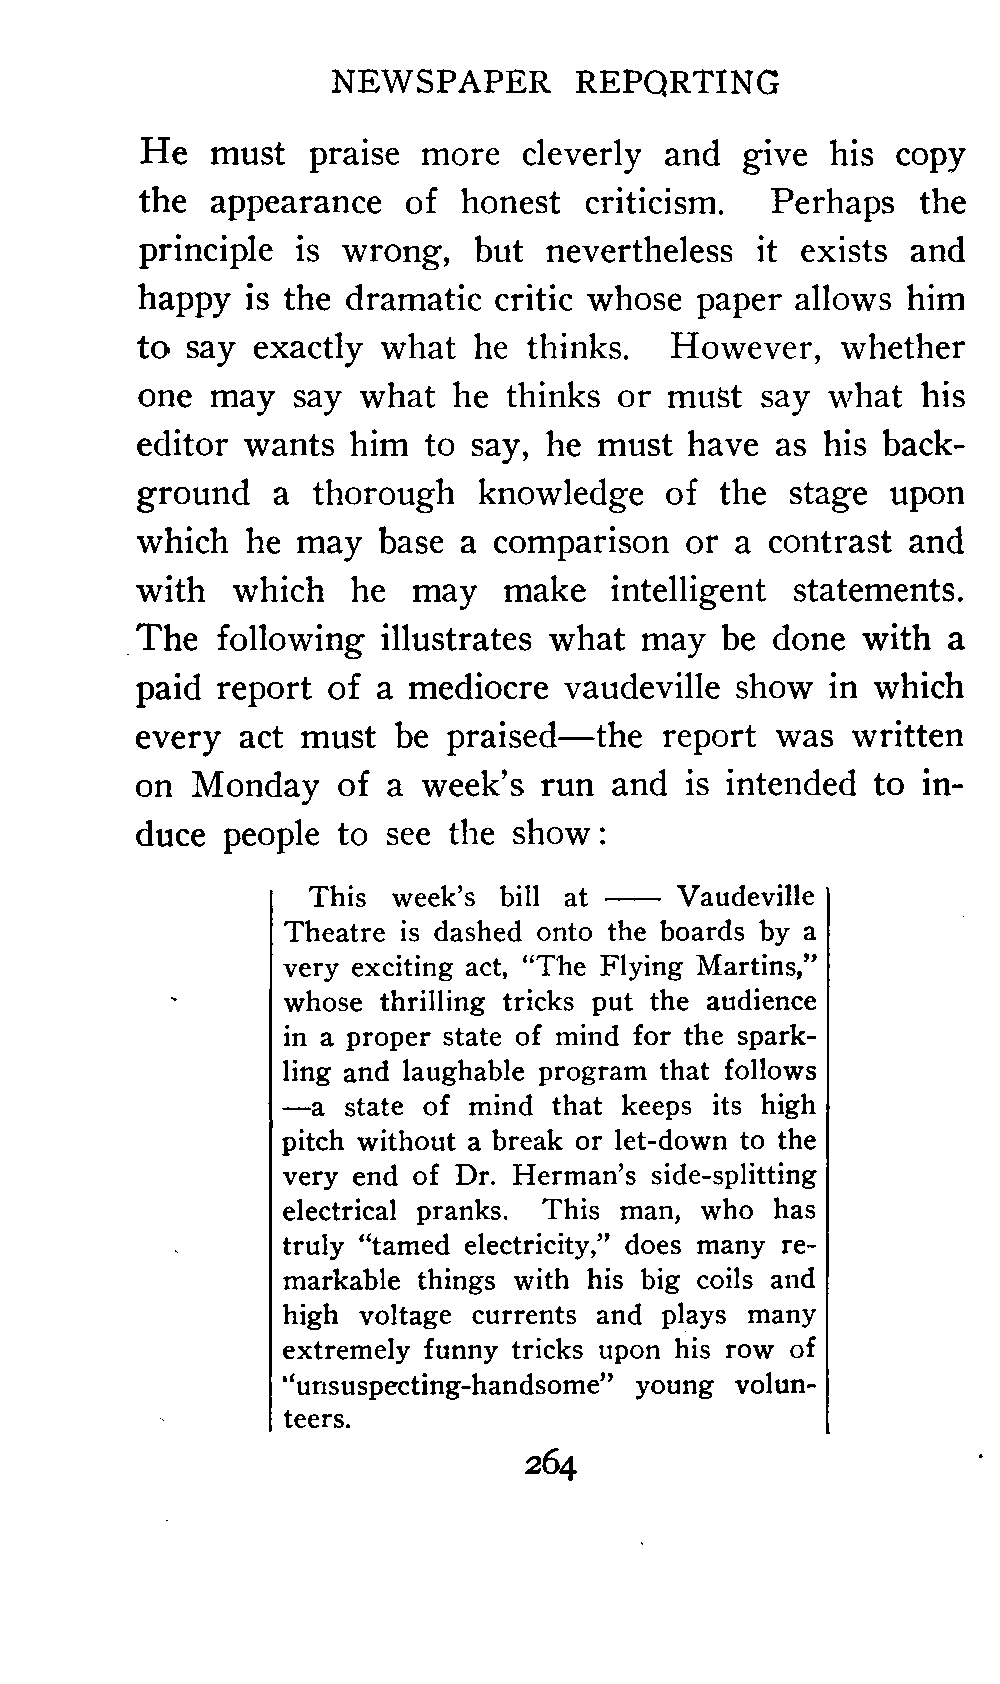 NEWSPAPER REPORTING
He must praise more cleverly and give his copy
the appearance of honest criticism. Perhaps the
principle is wrong, but nevertheless it exists and
happy is the dramatic critic whose paper allows him
to say exactly what he thinks. However, whether
one may say what he thinks or must say what his
editor wants him to say, he must have as his back-
ground a thorough knowledge of the stage upon
which he may base a comparison or a contrast and
with which he may make intelligent statements.
The following illustrates what may be done with a
paid report of a mediocre vaudeville show in which
every act must be praised—the report was written
on Monday of a week's run and is intended to in-
duce people to see the show:
This week's bill at —— Vaudeville
Theatre is dashed onto the boards by a
very exciting act, "The Flying Martins,"
whose thrilling tricks put the audience
in a proper state of mind for the spark-
ling and laughable program that follows
—a state of mind that keeps its high
pitch without a break or let-down to the
very end of Dr. Herman's side-splitting
electrical pranks. This man, who has
truly "tamed electricity," does many re-
markable things with his big coils and
high voltage currents and plays many
extremely funny tricks upon his row of
"unsuspecting-handsome" young volun-
teers.
264